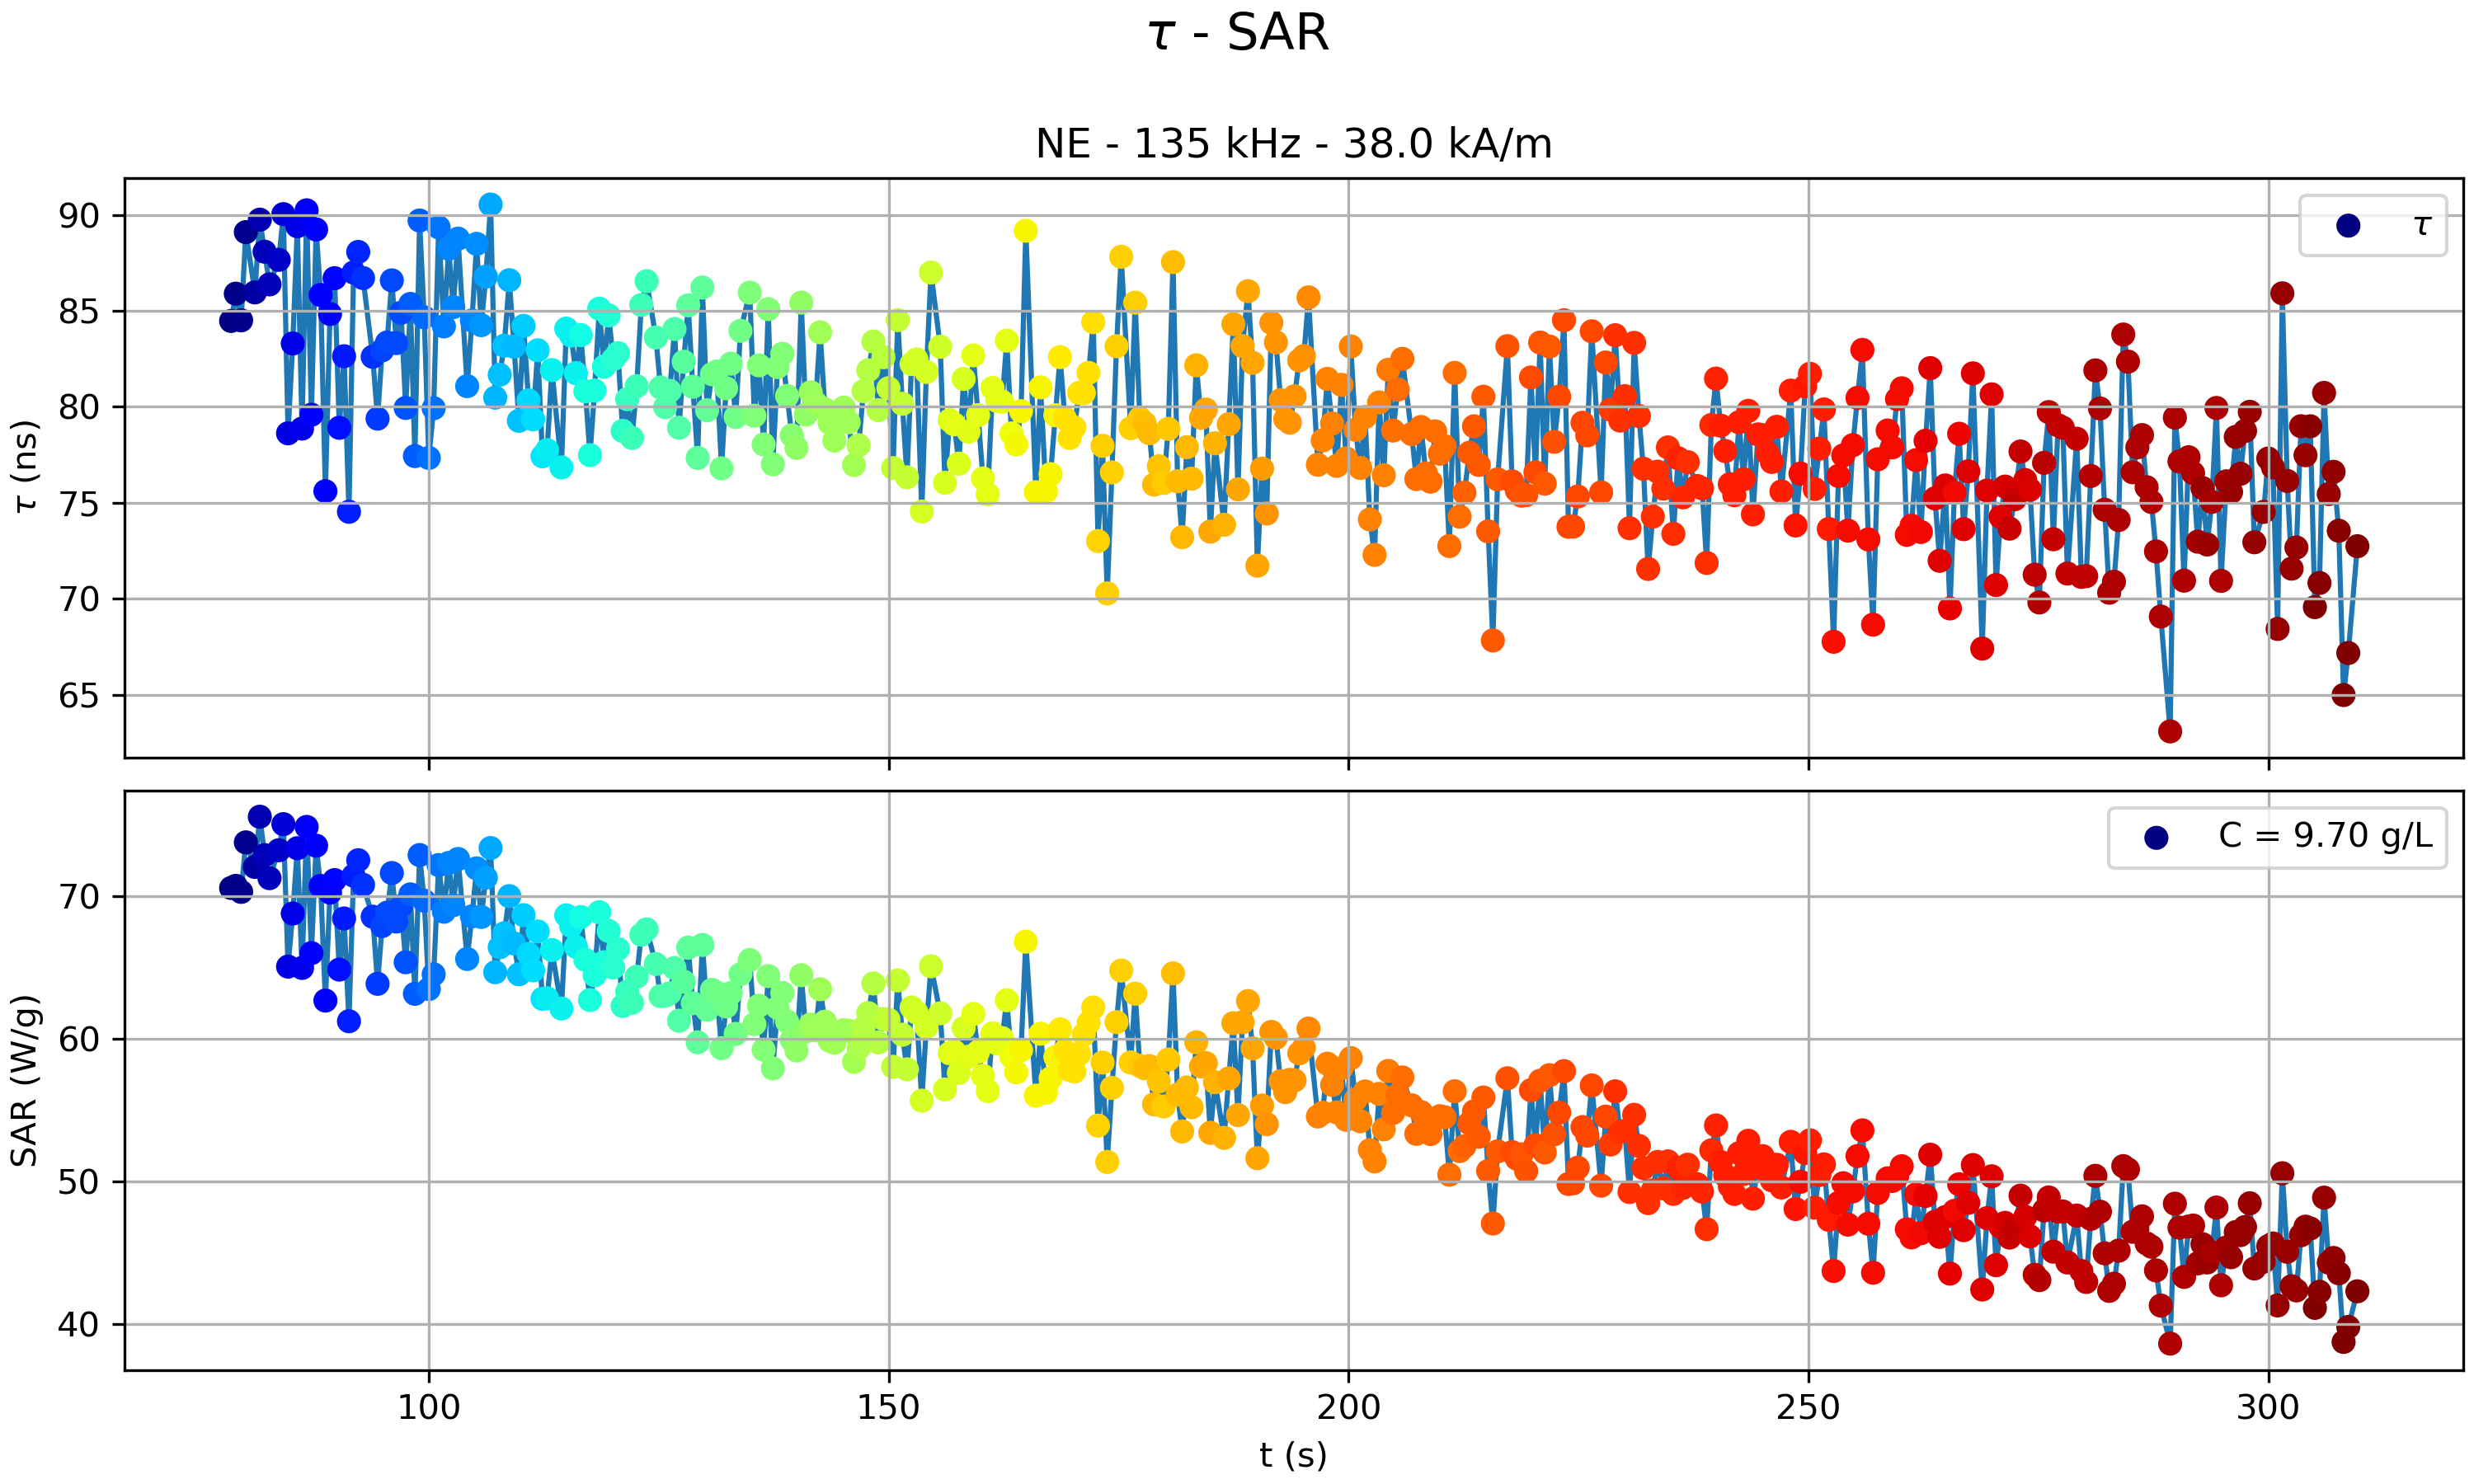 τ - SAR
NE - 135 kHz - 38.0 kA/m
τ (ns)
90
85
80
75
70
65
τ
SAR (W/g)
70
60
50
40
C = 9.70 g/L
100 150 200 250 300
t (s)